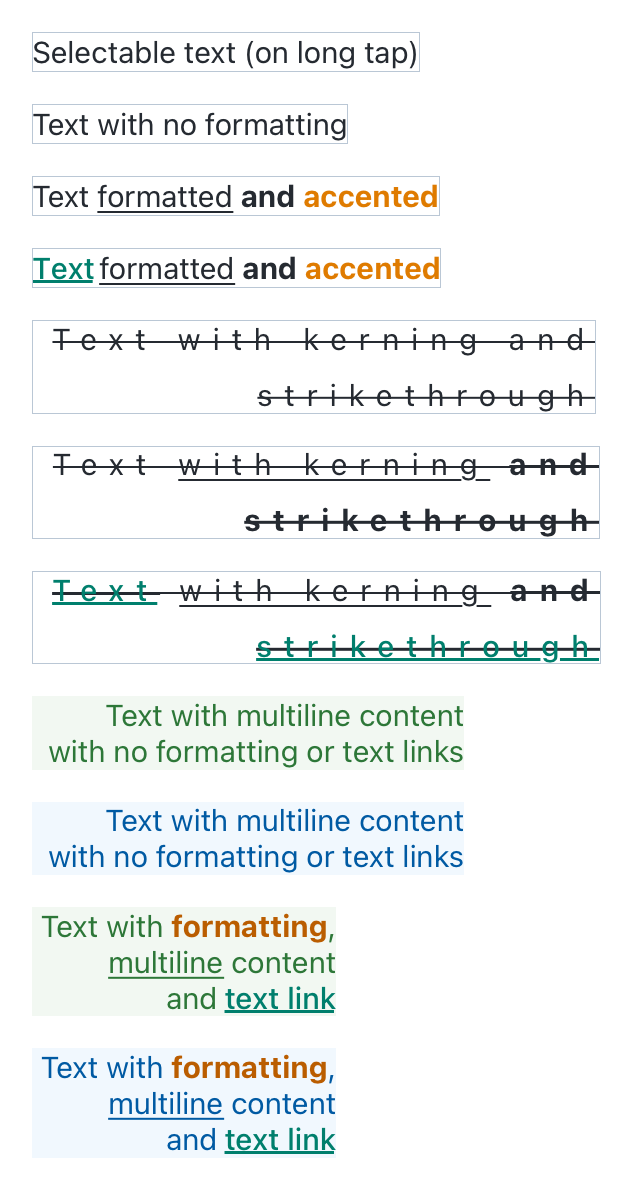 Selectable text (on long tap)
Text with no formatting
Text formatted and accented
Text formatted and accented
Text with kerning and
strikethrough
Text with kerning and
strikethrough
Text with kerning and
strikethrough
Text with multiline content
with no formatting or text links
Text with multiline content
with no formatting or text links
Text with formatting,
multiline content
and text link
Text with formatting,
multiline content
and text link